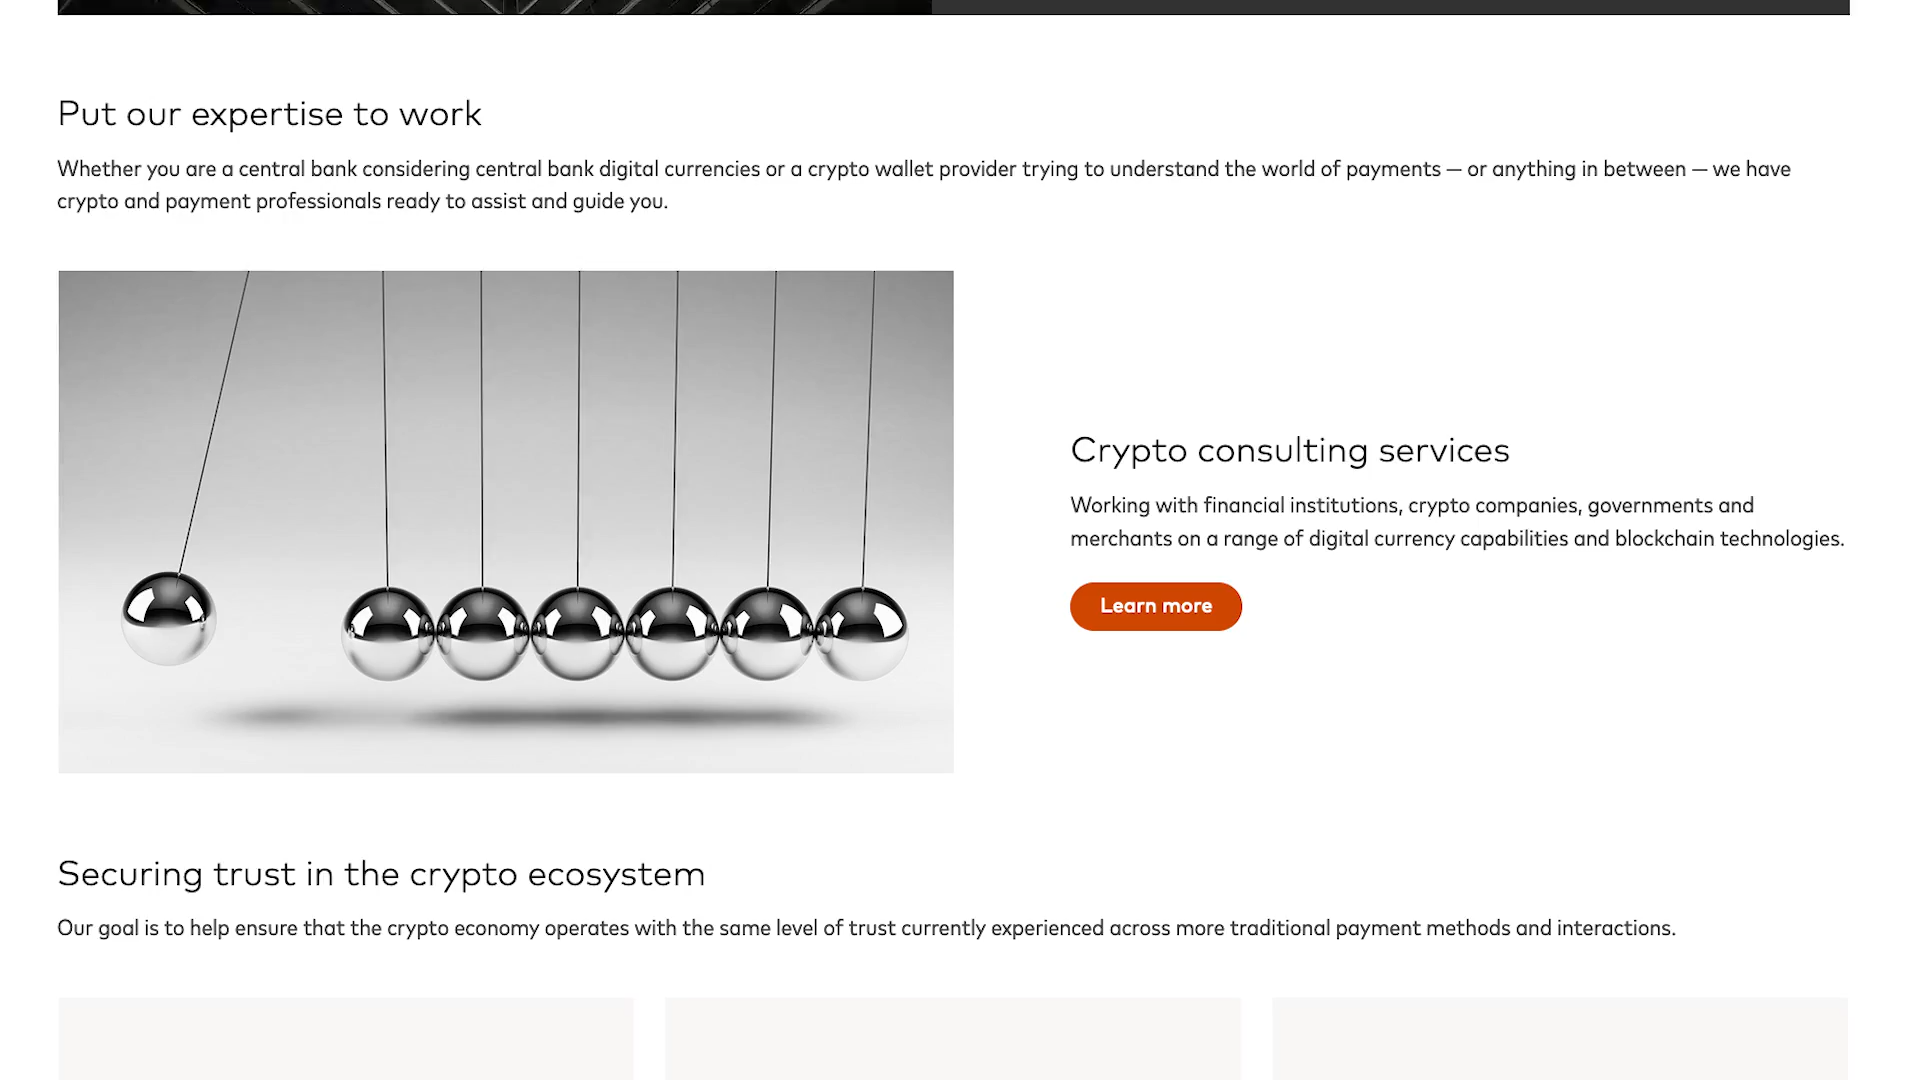 Put our expertise to work
Whether you are a central bank considering central bank digital currencies or a crypto wallet provider trying to understand the world of payments — or anything in between — we have
crypto and payment professionals ready to assist and guide you.
Crypto consulting services
Working with financial institutions, crypto companies, governments and
merchants on a range of digital currency capabilities and blockchain technologies.
Learn more
Securing trust in the crypto ecosystem
Our goal is to help ensure that the crypto economy operates with the same level of trust currently experienced across more traditional payment methods and interactions.